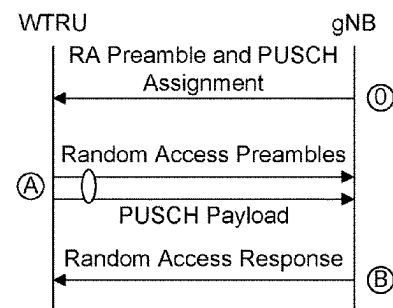 WTRU gNB
RA Preamble and PUSCH
Assignment
0
Random Access Preambles
A
PUSCH Payload
Random Access Response
B